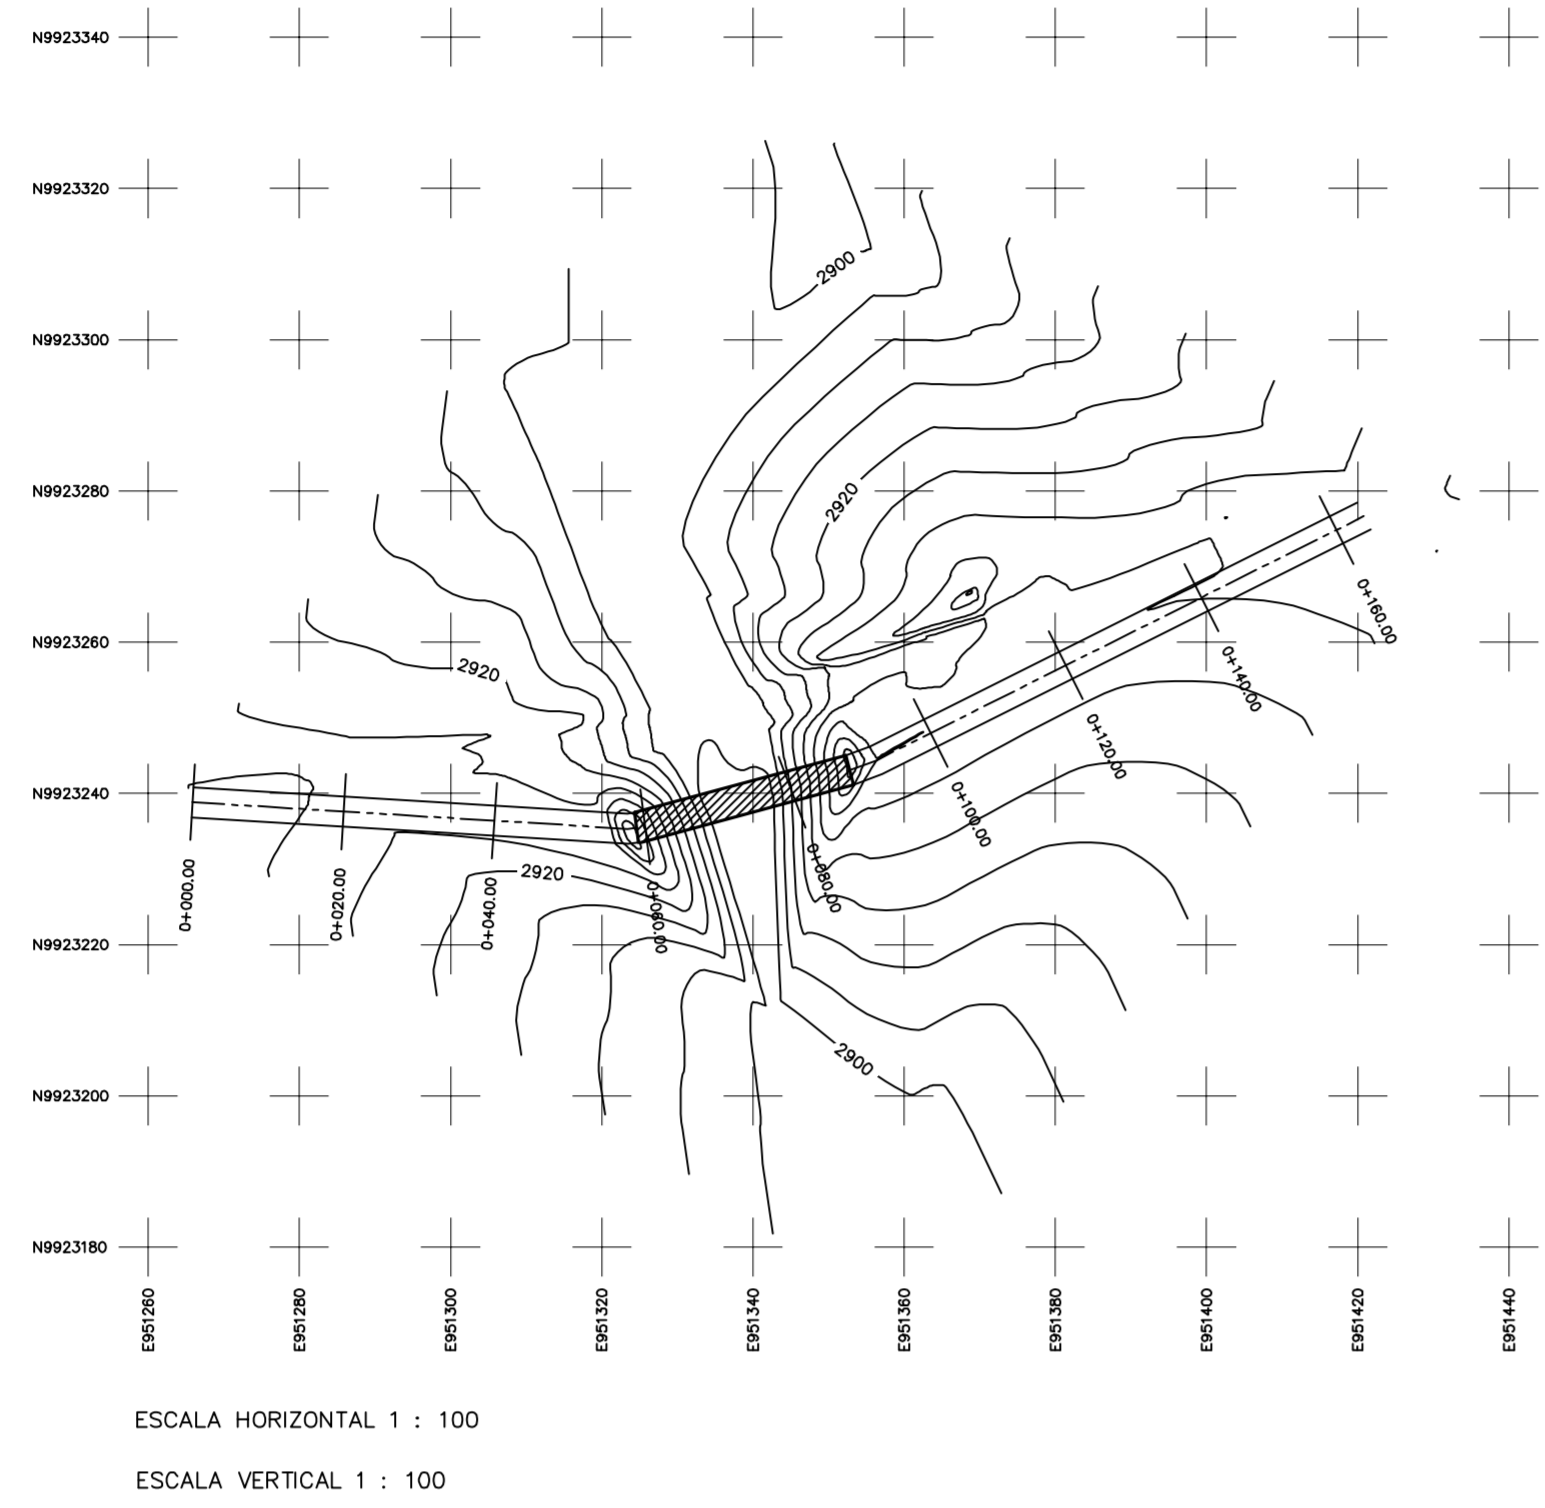 N9923340
N9923320
2900
N9923300
N9923280
2920
N9923260
2920
0+160.00
0+140.00
0+120.00
N9923240
0+100.00
0+080.00
2920
0+000.00
0+020.00
0+040.00
0+060.00
N9923220
2900
N9923200
N9923180
E951260
E951280
E951300
E951320
E951340
E951360
E951380
E951400
E951420
E951440
ESCALA HORIZONTAL 1 : 100
ESCALA VERTICAL 1 : 100